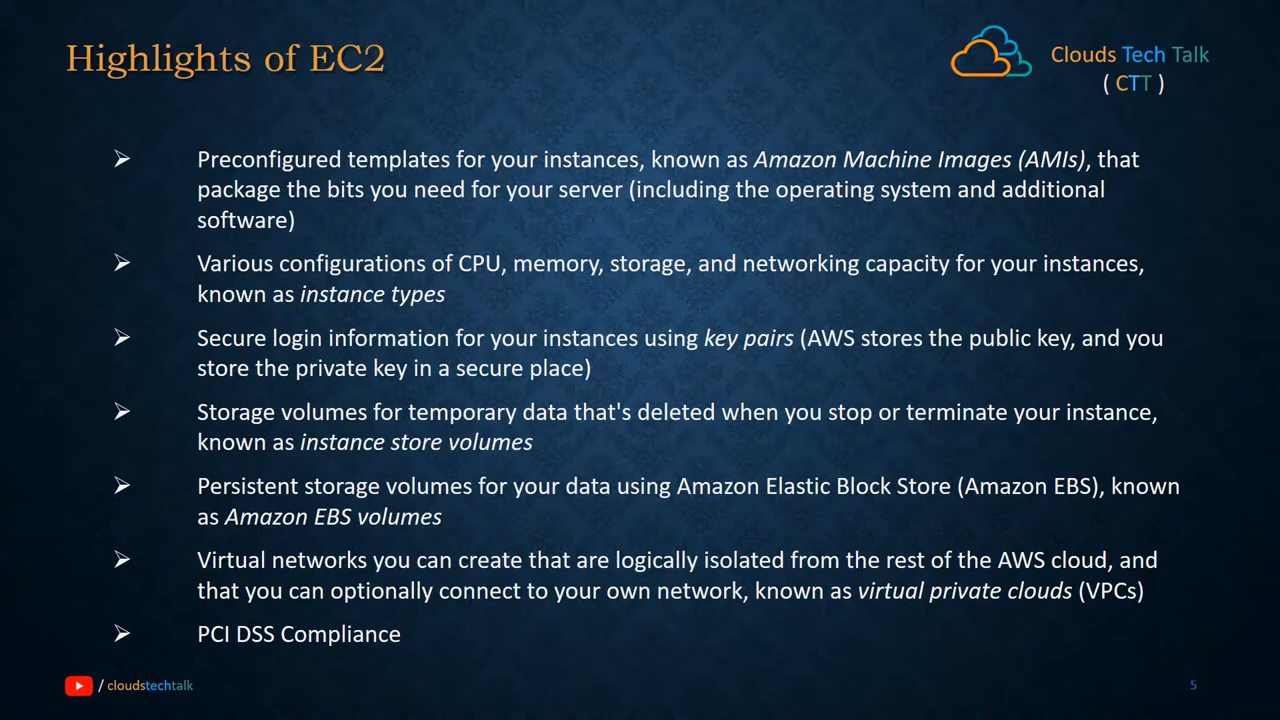 Highlights of EC2
Clouds Tech Talk
( CTT )
➢ Preconfigured templates for your instances, known as Amazon Machine Images (AMIs), that
package the bits you need for your server (including the operating system and additional
software)
➢ Various configurations of CPU, memory, storage, and networking capacity for your instances,
known as instance types
➢ Secure login information for your instances using key pairs (AWS stores the public key, and you
store the private key in a secure place)
➢ Storage volumes for temporary data that's deleted when you stop or terminate your instance,
known as instance store volumes
➢ Persistent storage volumes for your data using Amazon Elastic Block Store (Amazon EBS), known
as Amazon EBS volumes
➢ Virtual networks you can create that are logically isolated from the rest of the AWS cloud, and
that you can optionally connect to your own network, known as virtual private clouds (VPCs)
➢ PCI DSS Compliance
/ cloudstechtalk
5